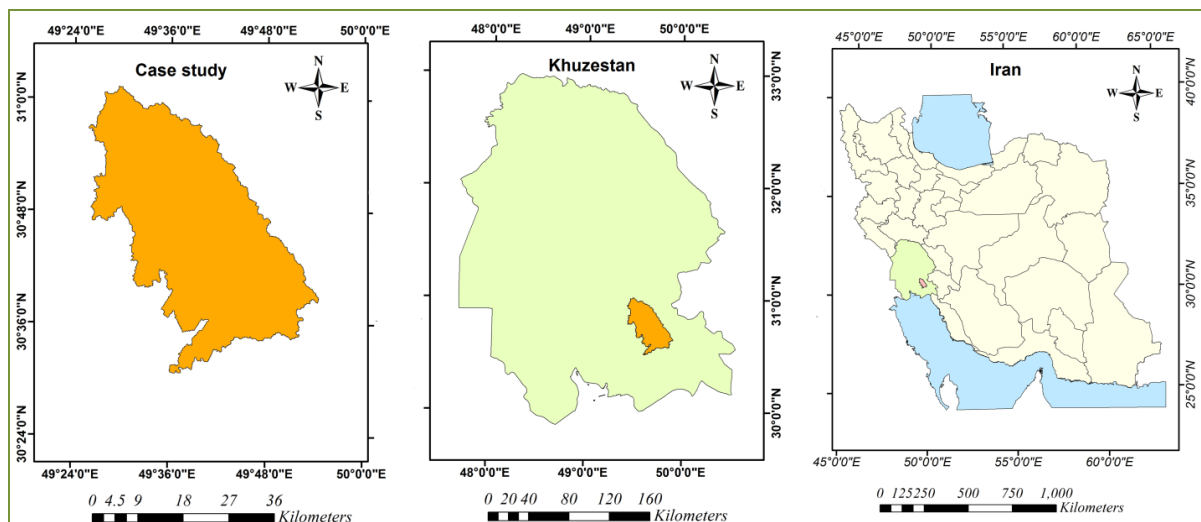 49°24'0"E 49°36'0"E 49°48'0"E 50°0'0"E
Case study
N
W E
S
31°0'0"N
30°48'0"N
30°36'0"N
30°24'0"N
49°24'0"E 49°36'0"E 49°48'0"E 50°0'0"E
0 4.5 9 18 27 36
Kilometers
48°0'0"E 49°0'0"E 50°0'0"E
Khuzestan
N
W E
S
33°0'0"N
32°0'0"N
31°0'0"N
30°0'0"N
48°0'0"E 49°0'0"E 50°0'0"E
0 20 40 80 120 160
Kilometers
45°0'0"E 50°0'0"E 55°0'0"E 60°0'0"E 65°0'0"E
Iran
N
W E
S
40°0'0"N
35°0'0"N
30°0'0"N
25°0'0"N
45°0'0"E 50°0'0"E 55°0'0"E 60°0'0"E
0 125 250 500 750 1,000
Kilometers